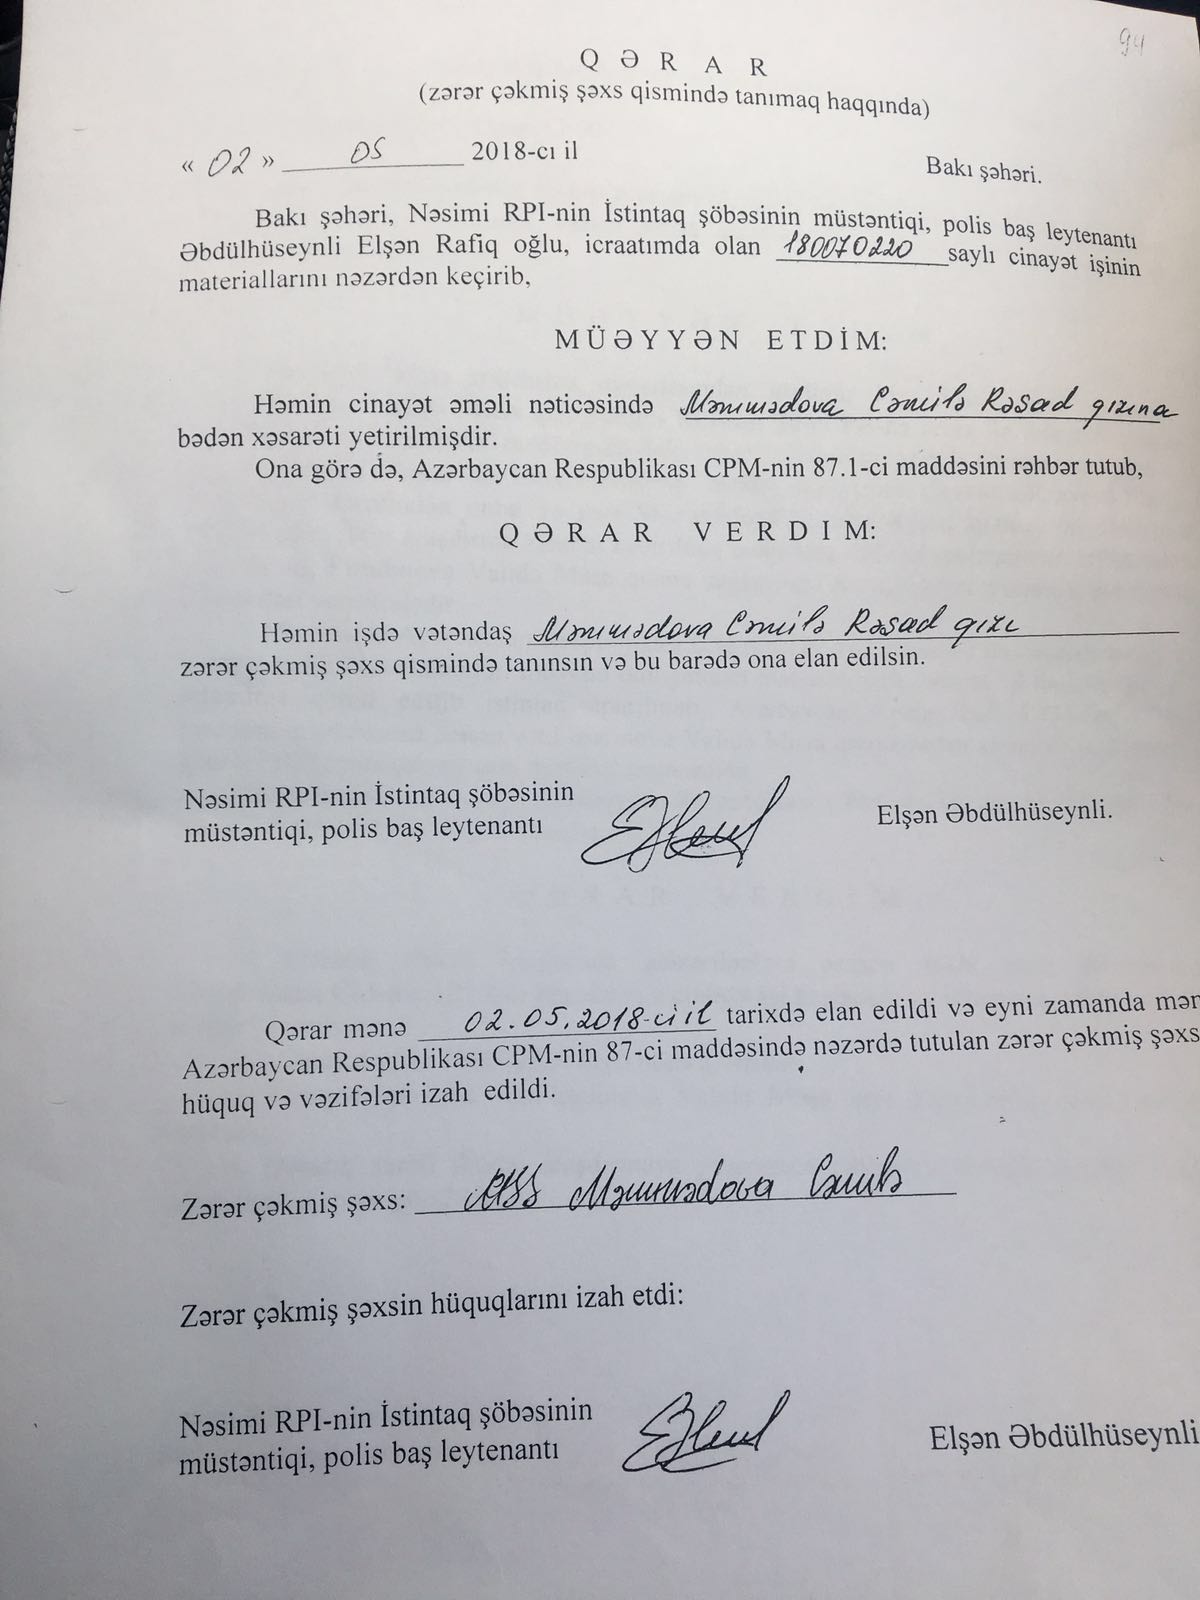 94
Q Ə R A R
(zərər çəkmiş şəxs qismində tanımaq haqqında)
« 02 » 05 2018-cı il
Bakı şəhəri.
Bakı şəhəri, Nəsimi RPI-nin İstintaq şöbəsinin müstəntiqi, polis baş leytenantı
Əbdülhüseynli Elşən Rafiq oğlu, icraatımda olan 180070220 saylı cinayət işinin
materiallarını nəzərdən keçirib,
M Ü Ə Y Y Ə N E T D İ M:
Həmin cinayət əməli nəticəsində Məmmədova Cəmilə Rəşad qızına
bədən xəsarəti yetirilmişdir.
Ona görə də, Azərbaycan Respublikası CPM-nin 87.1-ci maddəsini rəhbər tutub,
Q Ə R A R V E R D I M:
Həmin işdə vətəndaş Məmmədova Cəmilə Rəşad qızı
zərər çəkmiş şəxs qismində tanınsın və bu barədə ona elan edilsin.
Nəsimi RPI-nin İstintaq şöbəsinin
müstəntiqi, polis baş leytenantı
Elşən Əbdülhüseynli.
Qərar mənə 02.05.2018-ci il tarixdə elan edildi və eyni zamanda mən
Azərbaycan Respublikası CPM-nin 87-ci maddəsində nəzərdə tutulan zərər çəkmiş şəxs
hüquq və vəzifələri izah edildi.
Zərər çəkmiş şəxs: Məmmədova Cəmilə
Zərər çəkmiş şəxsin hüquqlarını izah etdi:
Nəsimi RPI-nin İstintaq şöbəsinin
müstəntiqi, polis baş leytenantı
Elşən Əbdülhüseynli